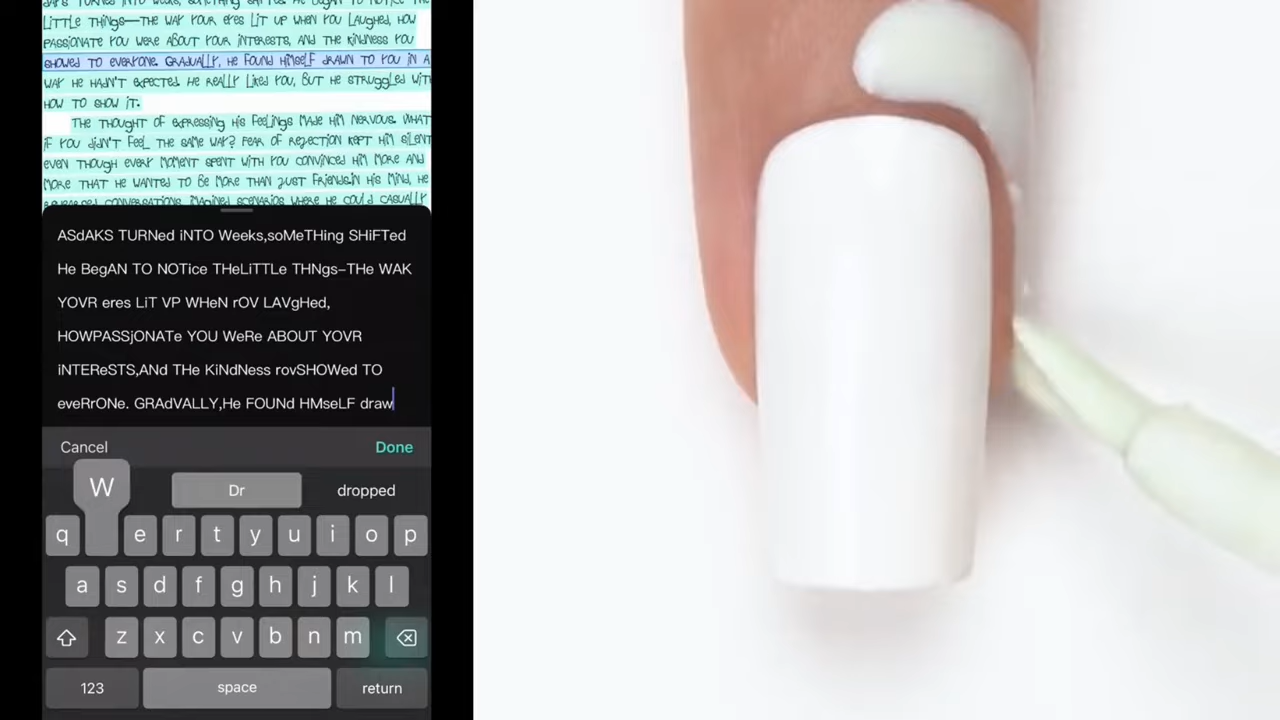 LITTLE THINGS—THE WAY YOUR EYES LIT UP WHEN YOU LAUGHED, HOW
PASSIONATE YOU WERE ABOUT YOUR INTERESTS, AND THE KINDNESS YOU
SHOWED TO EVERYONE. GRADUALLY, HE FOUND HIMSELF DRAWN TO YOU IN A
WAY HE HADN'T EXPECTED. HE REALLY LIKED YOU, BUT HE STRUGGLED WITH
HOW TO SHOW IT.
THE THOUGHT OF EXPRESSING HIS FEELINGS MADE HIM NERVOUS. WHAT
IF YOU DIDN'T FEEL THE SAME WAY? FEAR OF REJECTION KEPT HIM SILENT
EVEN THOUGH EVERY MOMENT SPENT WITH YOU CONVINCED HIM MORE AND
MORE THAT HE WANTED TO BE MORE THAN JUST FRIENDS.IN HIS MIND, HE
CONVERSATIONS, IMAGINED SCENARIOS WHERE HE COULD CASUALLY
ASdAKS TURNed iNTO Weeks,soMeTHing SHiFTed
He BegAN TO NOTice THeLiTTLe THNgs–THe WAK
YOVR eres LiT VP WHeN rOV LAVgHed,
HOWPASSjONATe YOU WeRe ABOUT YOVR
iNTEReSTS,ANd THe KiNdNess rovSHOWed TO
eveRrONe. GRAdVALLY,He FOUNd HMseLF draw
Cancel
Done
W
Dr
dropped
q e r t y u i o p
a s d f g h j k l
z x c v b n m
123
space
return